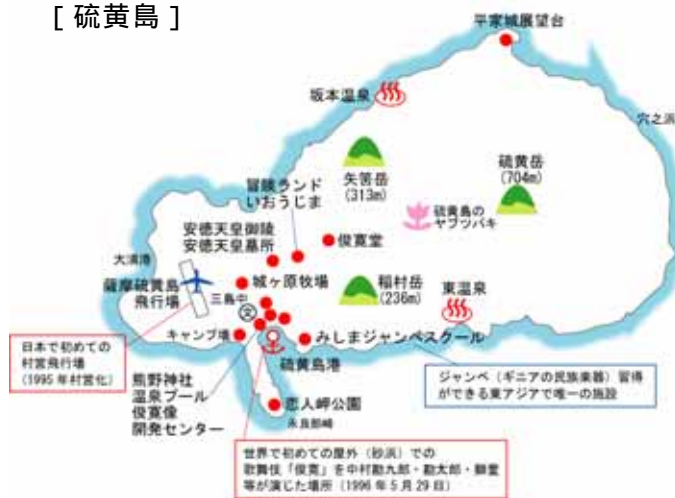 [ 硫黄島 ]
平家城展望台
坂本温泉
穴之浜
矢筈岳
(313m)
硫黄岳
(704m)
冒険ランド
いおうじま
硫黄島の
ヤブツバキ
安徳天皇御陵
安徳天皇墓所
俊寛堂
大浦港
城ヶ原牧場
稲村岳
(236m)
東温泉
薩摩硫黄島
飛行場
三島中
文
キャンプ場
みしまジャンベスクール
硫黄島港
日本で初めての
村営飛行場
(1995年村営化)
熊野神社
温泉プール
俊寛像
開発センター
ジャンベ(ギニアの民族楽器)習得
ができる東アジアで唯一の施設
恋人岬公園
永良部崎
世界で初めての屋外(砂浜)での
歌舞伎「俊寛」を中村勘九郎・勘太郎・獅童
等が演じた場所(1996年5月29日)